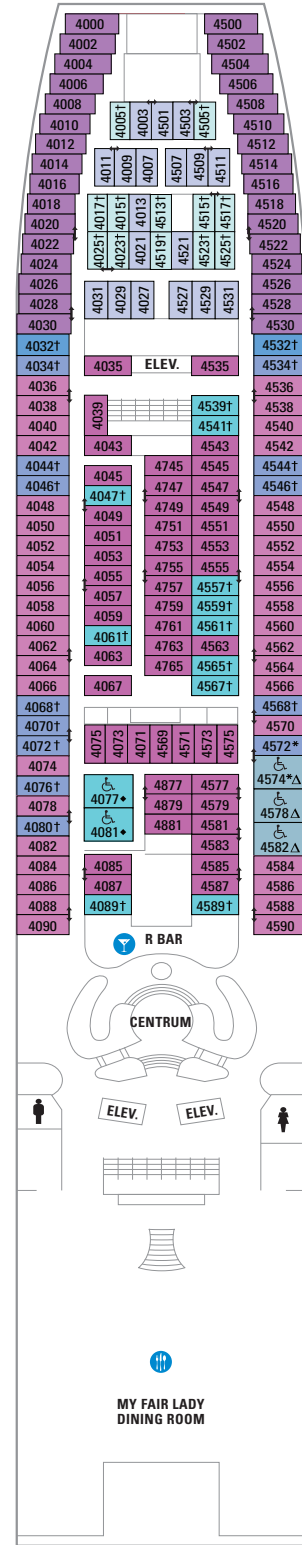 4000 4500
4002 4502
4004 4504
4006 4506
4008 4005† 4003 4501 4503 4505† 4508
4010 4510
4012 4512
4014 4011 4009 4007 4507 4509 4511 4514
4016 4516
4018 4017† 4015† 4013 4513† 4515† 4517† 4518
4020 4520
4022 4025† 4023† 4021 4519† 4521 4523† 4525† 4522
4024 4524
4026 4526
4028 4031 4029 4027 4527 4529 4531 4528
4030 4530
4032† 4532†
4034† 4035 ELEV. 4535 4534†
4036 4536
4038 4039 4539† 4538
4040 4541† 4540
4042 4043 4543 4542
4044† 4045 4745 4545 4544†
4046† 4047† 4747 4547 4546†
4048 4049 4749 4549 4548
4050 4051 4751 4551 4550
4052 4053 4753 4553 4552
4054 4055 4755 4555 4554
4056 4057 4757 4557† 4556
4058 4059 4759 4559† 4558
4060 4061† 4761 4561† 4560
4062 4063 4763 4563 4562
4064 4765 4565† 4564
4066 4067 4567† 4566
4068† 4568†
4070† 4075 4073 4071 4569 4571 4573 4575 4570
4072† 4572*
4074 4077♦ 4877 4577 4574*Δ
4076† 4879 4579
4078 4081♦ 4881 4581 4578Δ
4080† 4583 4582Δ
4082
4084 4085 4585 4584
4086 4087 4587 4586
4088 4089† 4589† 4588
4090 4590
R BAR
CENTRUM
ELEV. ELEV.
MY FAIR LADY
DINING ROOM